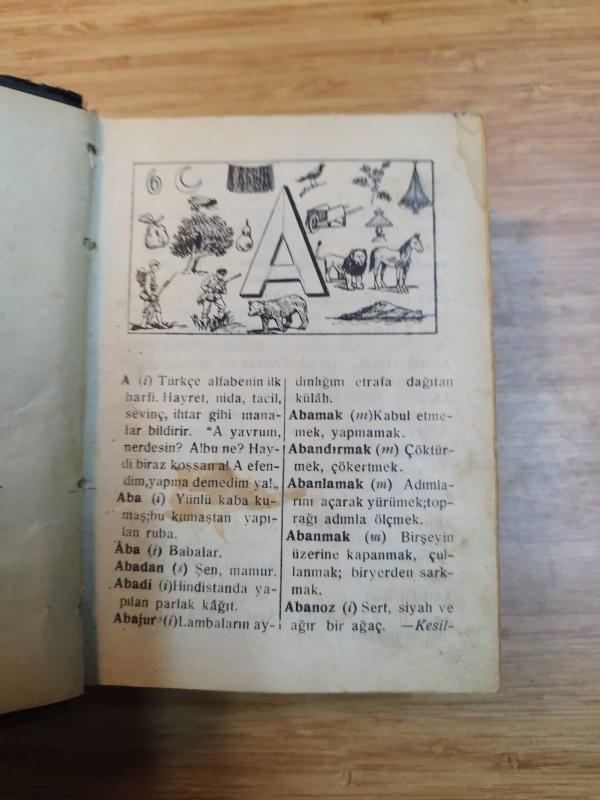 6
A
A (i) Türkçe alfabenin ilk
harfi. Hayret, nida, tacil,
sevinç, ihtar gibi mana-
lar bildirir. "A yavrum,
nerdesin? A!bu ne? Hay-
di biraz koşsan a! A efen-
dim,yapma demedim ya!„
Aba (i) Yünlü kaba ku-
maş;bu kumaştan yapı-
lan ruba.
Âba (i) Babalar.
Abadan (s) Şen, mamur.
Abadi (i)Hindistanda ya-
pılan parlak kâğıt.
Abajur (i)Lambaların ay-
dınlığını etrafa dağıtan
külâh.
Abamak (m)Kabul etme-
mek, yapmamak.
Abandırmak (m) Çöktür-
mek, çökertmek.
Abanlamak (m) Adımla-
rını açarak yürümek;top-
rağı adımla ölçmek.
Abanmak (m) Birşeyin
üzerine kapanmak, çul-
lanmak; biryerden sark-
mak.
Abanoz (i) Sert, siyah ve
ağır bir ağaç. —Kesil-